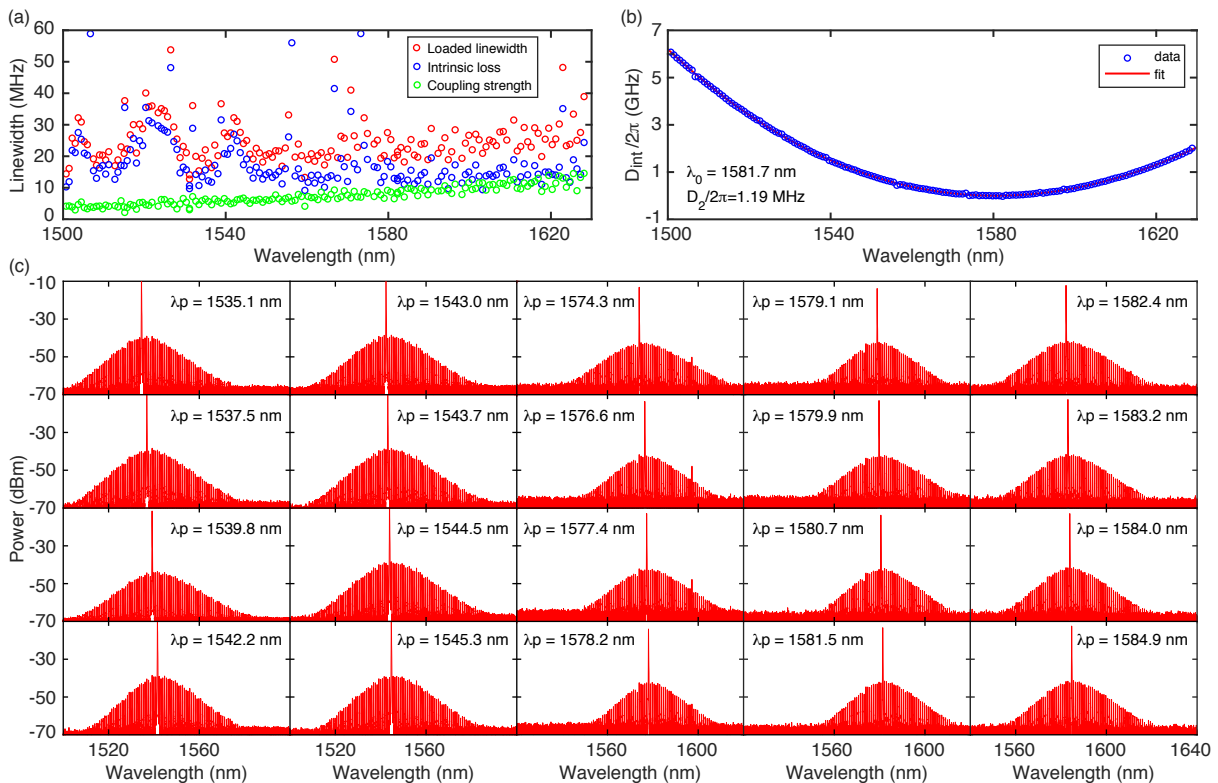 (a)
60
50
40
30
20
10
0
Linewidth (MHz)
Loaded linewidth
Intrinsic loss
Coupling strength
1500
1540
1580
1620
Wavelength (nm)
(b)
7
5
3
1
-1
D_int/2π (GHz)
data
fit
λ_0 = 1581.7 nm
D_2/2π=1.19 MHz
1500
1540
1580
1620
Wavelength (nm)
(c)
Power (dBm)
-10
-30
-50
-70
λp = 1535.1 nm
λp = 1543.0 nm
λp = 1574.3 nm
λp = 1579.1 nm
λp = 1582.4 nm
-30
-50
-70
λp = 1537.5 nm
λp = 1543.7 nm
λp = 1576.6 nm
λp = 1579.9 nm
λp = 1583.2 nm
-30
-50
-70
λp = 1539.8 nm
λp = 1544.5 nm
λp = 1577.4 nm
λp = 1580.7 nm
λp = 1584.0 nm
-30
-50
-70
λp = 1542.2 nm
λp = 1545.3 nm
λp = 1578.2 nm
λp = 1581.5 nm
λp = 1584.9 nm
1520 1560
1520 1560
1560 1600
1560 1600
1560 1600 1640
Wavelength (nm)
Wavelength (nm)
Wavelength (nm)
Wavelength (nm)
Wavelength (nm)